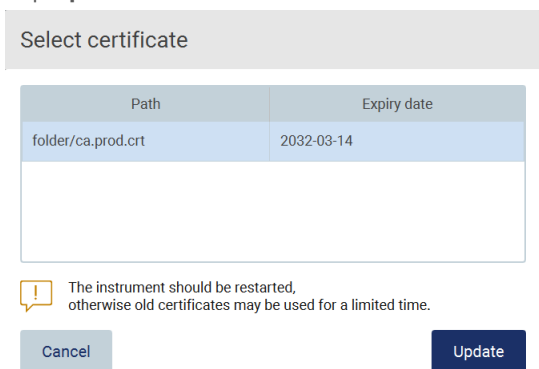 Select certificate
Path Expiry date
folder/ca.prod.crt 2032-03-14
The instrument should be restarted,
otherwise old certificates may be used for a limited time.
Cancel Update